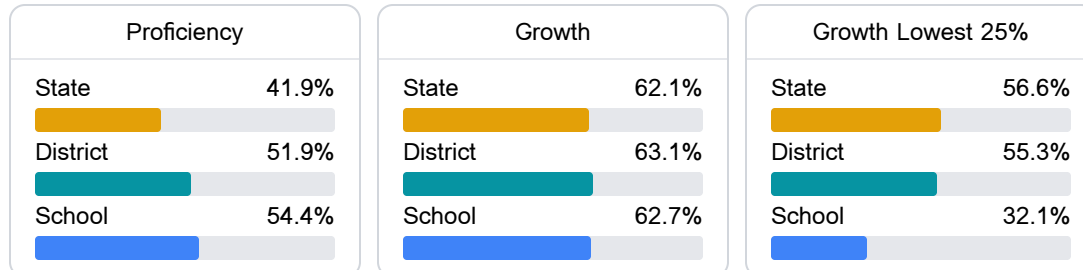 Proficiency
State 41.9%
District 51.9%
School 54.4%
Growth
State 62.1%
District 63.1%
School 62.7%
Growth Lowest 25%
State 56.6%
District 55.3%
School 32.1%